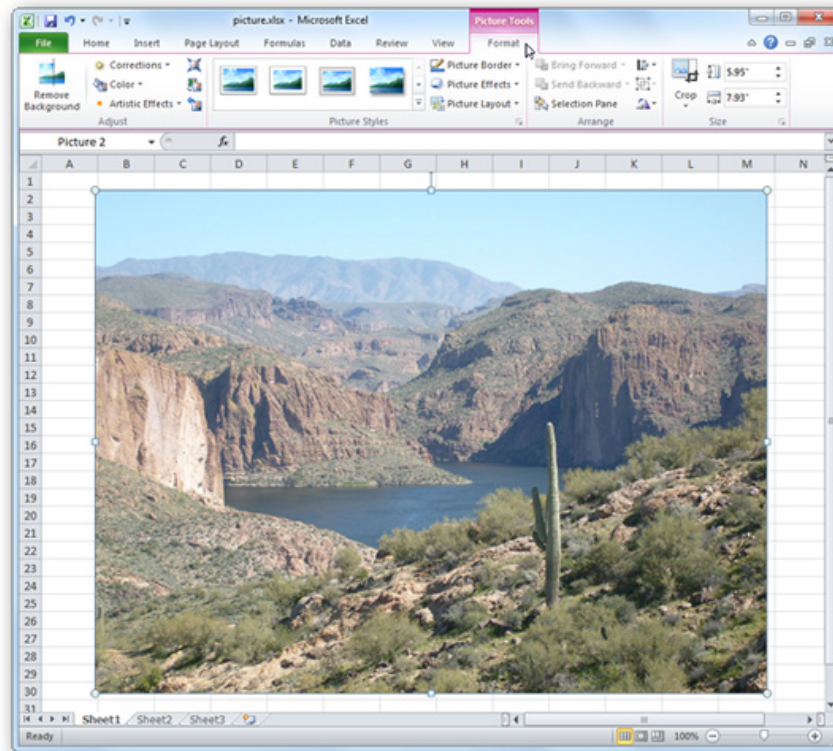 picture.xlsx - Microsoft Excel
Picture Tools
File Home Insert Page Layout Formulas Data Review View Format
Remove Background
Corrections
Color
Artistic Effects
Adjust
Picture Styles
Picture Border
Picture Effects
Picture Layout
Bring Forward
Send Backward
Selection Pane
Arrange
Crop
5.95"
7.93"
Size
Picture 2 fx
A B C D E F G H I J K L M N
1
2
3
4
5
6
7
8
9
10
11
12
13
14
15
16
17
18
19
20
21
22
23
24
25
26
27
28
29
30
31
Sheet1 Sheet2 Sheet3
Ready 100%